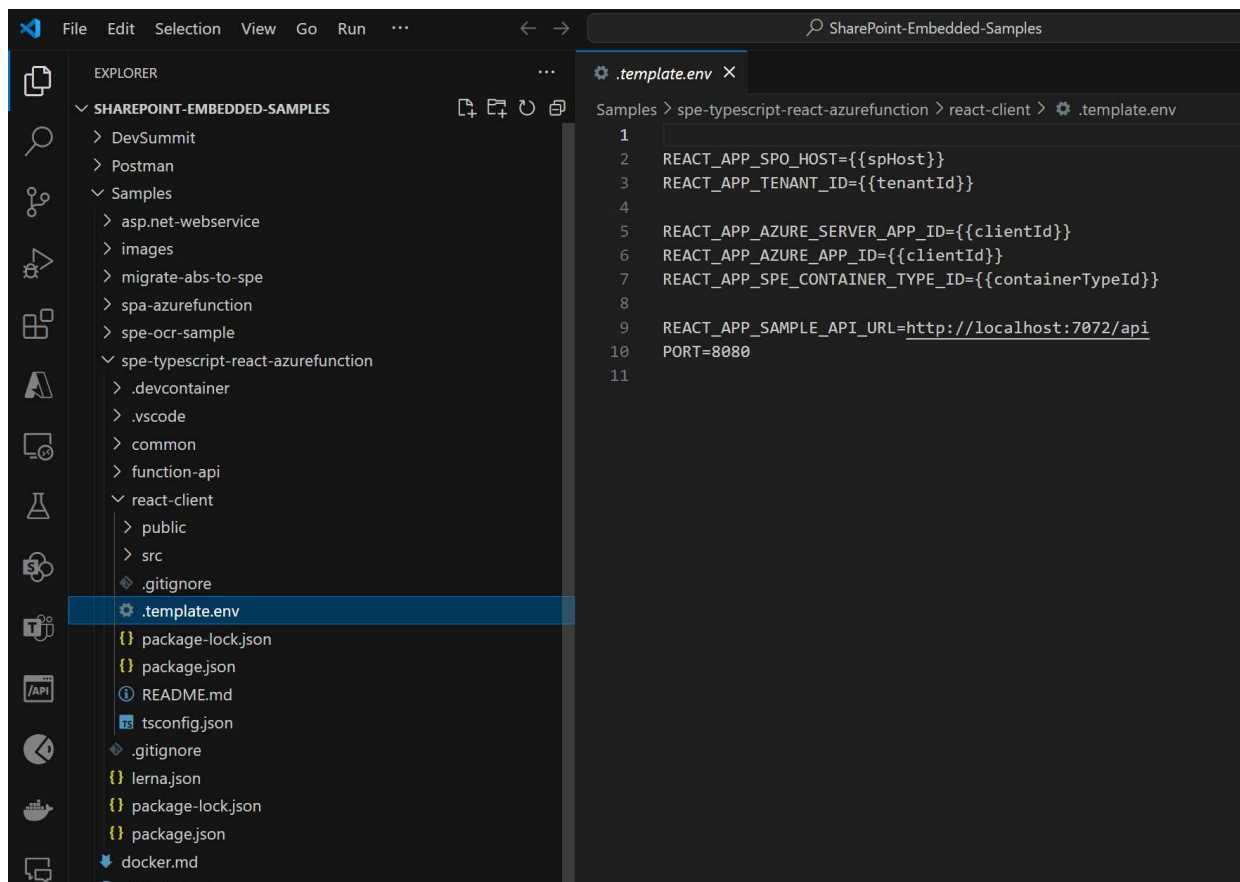 File Edit Selection View Go Run ··· SharePoint-Embedded-Samples
EXPLORER
SHAREPOINT-EMBEDDED-SAMPLES
DevSummit
Postman
Samples
asp.net-webservice
images
migrate-abs-to-spe
spa-azurefunction
spe-ocr-sample
spe-typescript-react-azurefunction
.devcontainer
.vscode
common
function-api
react-client
public
src
.gitignore
.template.env
{} package-lock.json
{} package.json
README.md
TS tsconfig.json
.gitignore
{} lerna.json
{} package-lock.json
{} package.json
docker.md
/API
.template.env
Samples > spe-typescript-react-azurefunction > react-client > .template.env
1
2 REACT_APP_SPO_HOST={{spHost}}
3 REACT_APP_TENANT_ID={{tenantId}}
4
5 REACT_APP_AZURE_SERVER_APP_ID={{clientId}}
6 REACT_APP_AZURE_APP_ID={{clientId}}
7 REACT_APP_SPE_CONTAINER_TYPE_ID={{containerTypeId}}
8
9 REACT_APP_SAMPLE_API_URL=http://localhost:7072/api
10 PORT=8080
11